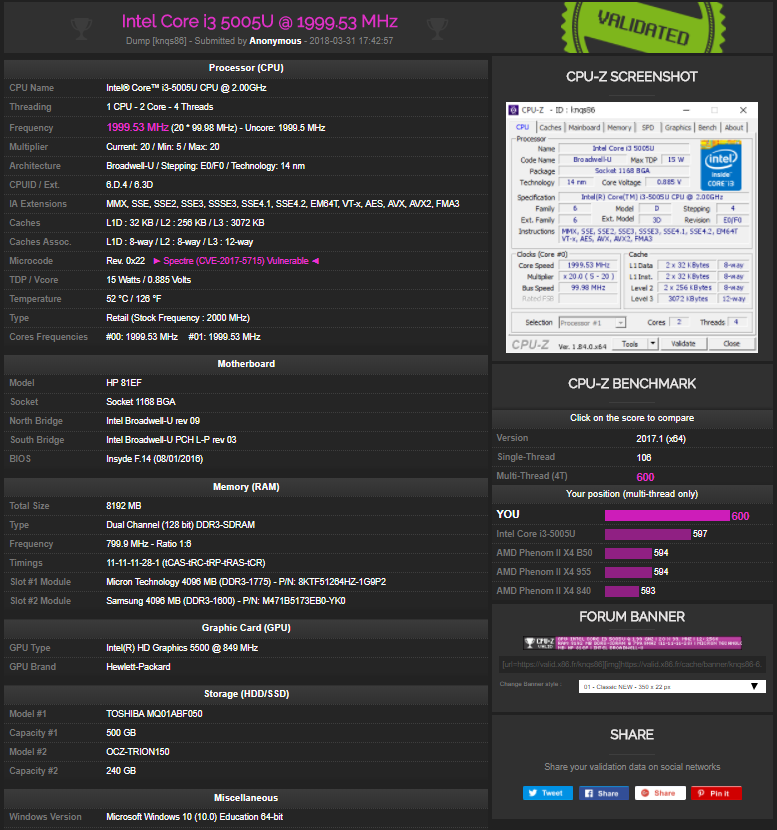 Intel Core i3 5005U @ 1999.53 MHz
Dump [knqs86] - Submitted by Anonymous - 2018-03-31 17:42:57
VALIDATED
Processor (CPU)
CPU Name Intel® Core™ i3-5005U CPU @ 2.00GHz
Threading 1 CPU - 2 Core - 4 Threads
Frequency 1999.53 MHz (20 * 99.98 MHz) - Uncore: 1999.5 MHz
Multiplier Current: 20 / Min: 5 / Max: 20
Architecture Broadwell-U / Stepping: E0/F0 / Technology: 14 nm
CPUID / Ext. 6.D.4 / 6.3D
IA Extensions MMX, SSE, SSE2, SSE3, SSSE3, SSE4.1, SSE4.2, EM64T, VT-x, AES, AVX, AVX2, FMA3
Caches L1D : 32 KB / L2 : 256 KB / L3 : 3072 KB
Caches Assoc. L1D : 8-way / L2 : 8-way / L3 : 12-way
Microcode Rev. 0x22 ► Spectre (CVE-2017-5715) Vulnerable ◄
TDP / Vcore 15 Watts / 0.885 Volts
Temperature 52 °C / 126 °F
Type Retail (Stock Frequency : 2000 MHz)
Cores Frequencies #00: 1999.53 MHz #01: 1999.53 MHz
Motherboard
Model HP 81EF
Socket Socket 1168 BGA
North Bridge Intel Broadwell-U rev 09
South Bridge Intel Broadwell-U PCH L-P rev 03
BIOS Insyde F.14 (08/01/2016)
Memory (RAM)
Total Size 8192 MB
Type Dual Channel (128 bit) DDR3-SDRAM
Frequency 799.9 MHz - Ratio 1:6
Timings 11-11-11-28-1 (tCAS-tRC-tRP-tRAS-tCR)
Slot #1 Module Micron Technology 4096 MB (DDR3-1775) - P/N: 8KTF51264HZ-1G9P2
Slot #2 Module Samsung 4096 MB (DDR3-1600) - P/N: M471B5173EB0-YK0
Graphic Card (GPU)
GPU Type Intel(R) HD Graphics 5500 @ 849 MHz
GPU Brand Hewlett-Packard
Storage (HDD/SSD)
Model #1 TOSHIBA MQ01ABF050
Capacity #1 500 GB
Model #2 OCZ-TRION150
Capacity #2 240 GB
Miscellaneous
Windows Version Microsoft Windows 10 (10.0) Education 64-bit
CPU-Z SCREENSHOT
CPU-Z - ID : knqs86
CPU Caches Mainboard Memory SPD Graphics Bench About
Processor
Name Intel Core i3 5005U
Code Name Broadwell-U Max TDP 15 W
Package Socket 1168 BGA
Technology 14 nm Core Voltage 0.885 V
intel inside CORE i3
Specification Intel(R) Core(TM) i3-5005U CPU @ 2.00GHz
Family 6 Model D Stepping 4
Ext. Family 6 Ext. Model 3D Revision E0/F0
Instructions MMX, SSE, SSE2, SSE3, SSSE3, SSE4.1, SSE4.2, EM64T
VT-x, AES, AVX, AVX2, FMA3
Clocks (Core #0)
Core Speed 1999.53 MHz
Multiplier x 20.0 ( 5 - 20 )
Bus Speed 99.98 MHz
Rated FSB
Cache
L1 Data 2 x 32 KBytes 8-way
L1 Inst. 2 x 32 KBytes 8-way
Level 2 2 x 256 KBytes 8-way
Level 3 3072 KBytes 12-way
Selection Processor #1 Cores 2 Threads 4
CPU-Z Ver. 1.84.0.x64 Tools Validate Close
CPU-Z BENCHMARK
Click on the score to compare
Version 2017.1 (x64)
Single-Thread 106
Multi-Thread (4T) 600
Your position (multi-thread only)
YOU 600
Intel Core i3-5005U 597
AMD Phenom II X4 B50 594
AMD Phenom II X4 955 594
AMD Phenom II X4 840 593
FORUM BANNER
CPU-Z
[url=https://valid.x86.fr/knqs86][img]https://valid.x86.fr/cache/banner/knqs86-6.
Change Banner style : 01 - Classic NEW - 350 x 22 px
SHARE
Share your validation data on social networks
Tweet Share Share Pin it